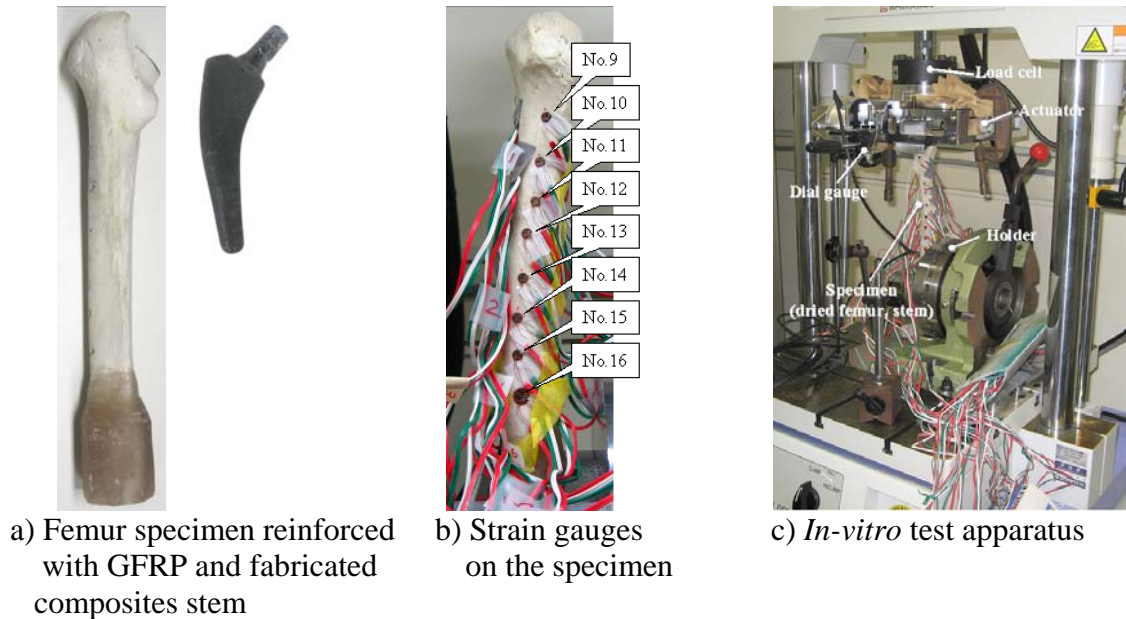 No.9
No.10
No.11
No.12
No.13
No.14
No.15
No.16
1
2
Load cell
Actuator
Dial gauge
Holder
Specimen
(dried femur, stem)
a) Femur specimen reinforced
with GFRP and fabricated
composites stem
b) Strain gauges
on the specimen
c) In-vitro test apparatus